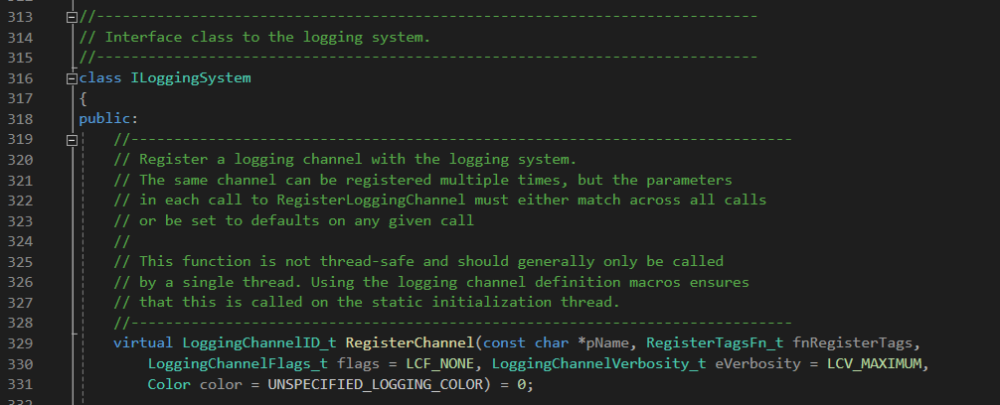 313 //----------------------------------------------------------------------------
314 // Interface class to the logging system.
315 //----------------------------------------------------------------------------
316 class ILoggingSystem
317 {
318 public:
319 //----------------------------------------------------------------------------
320 // Register a logging channel with the logging system.
321 // The same channel can be registered multiple times, but the parameters
322 // in each call to RegisterLoggingChannel must either match across all calls
323 // or be set to defaults on any given call
324 //
325 // This function is not thread-safe and should generally only be called
326 // by a single thread. Using the logging channel definition macros ensures
327 // that this is called on the static initialization thread.
328 //----------------------------------------------------------------------------
329 virtual LoggingChannelID_t RegisterChannel(const char *pName, RegisterTagsFn_t fnRegisterTags,
330 LoggingChannelFlags_t flags = LCF_NONE, LoggingChannelVerbosity_t eVerbosity = LCV_MAXIMUM,
331 Color color = UNSPECIFIED_LOGGING_COLOR) = 0;